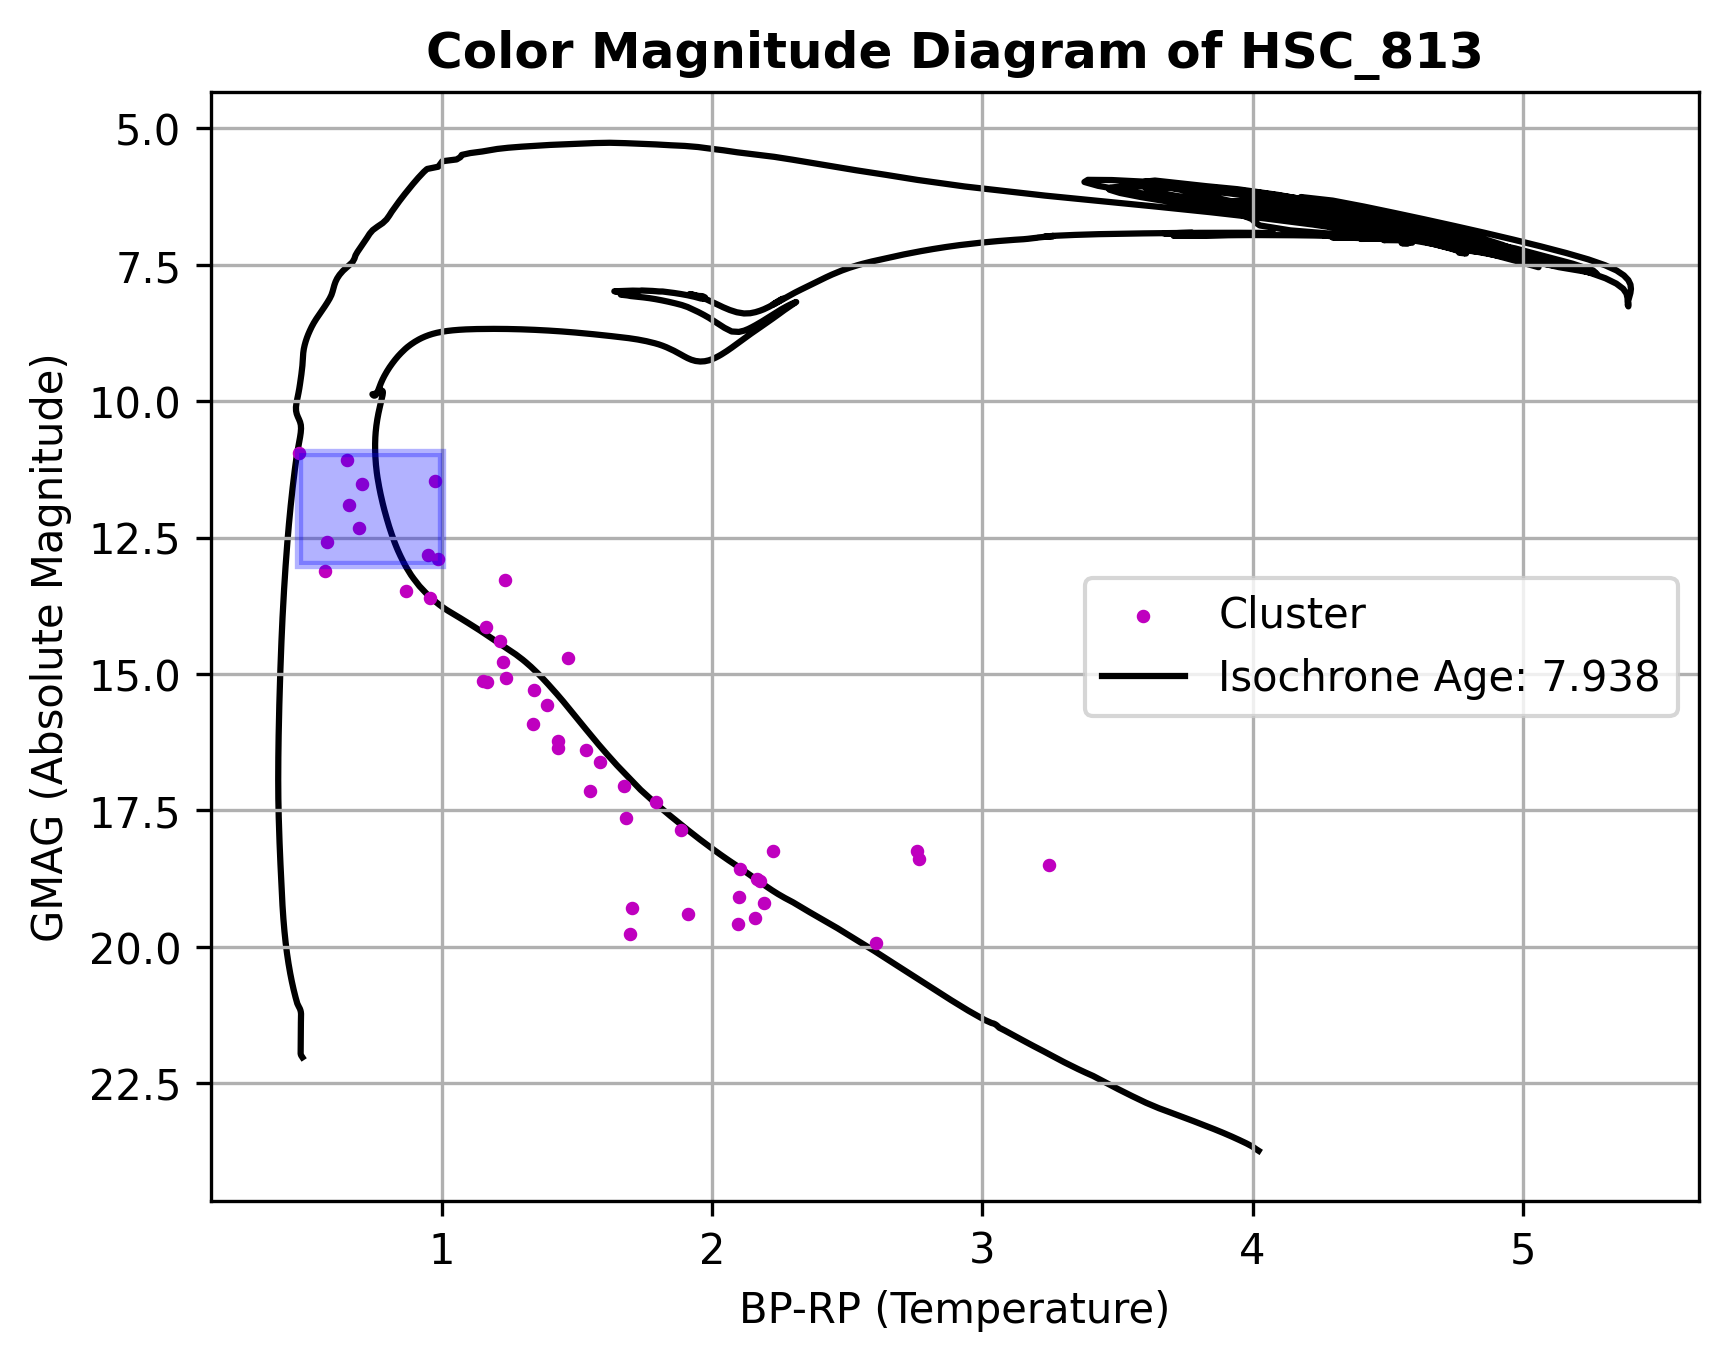 Color Magnitude Diagram of HSC_813
GMAG (Absolute Magnitude)
5.0
7.5
10.0
12.5
15.0
17.5
20.0
22.5
Cluster
Isochrone Age: 7.938
1 2 3 4 5
BP-RP (Temperature)